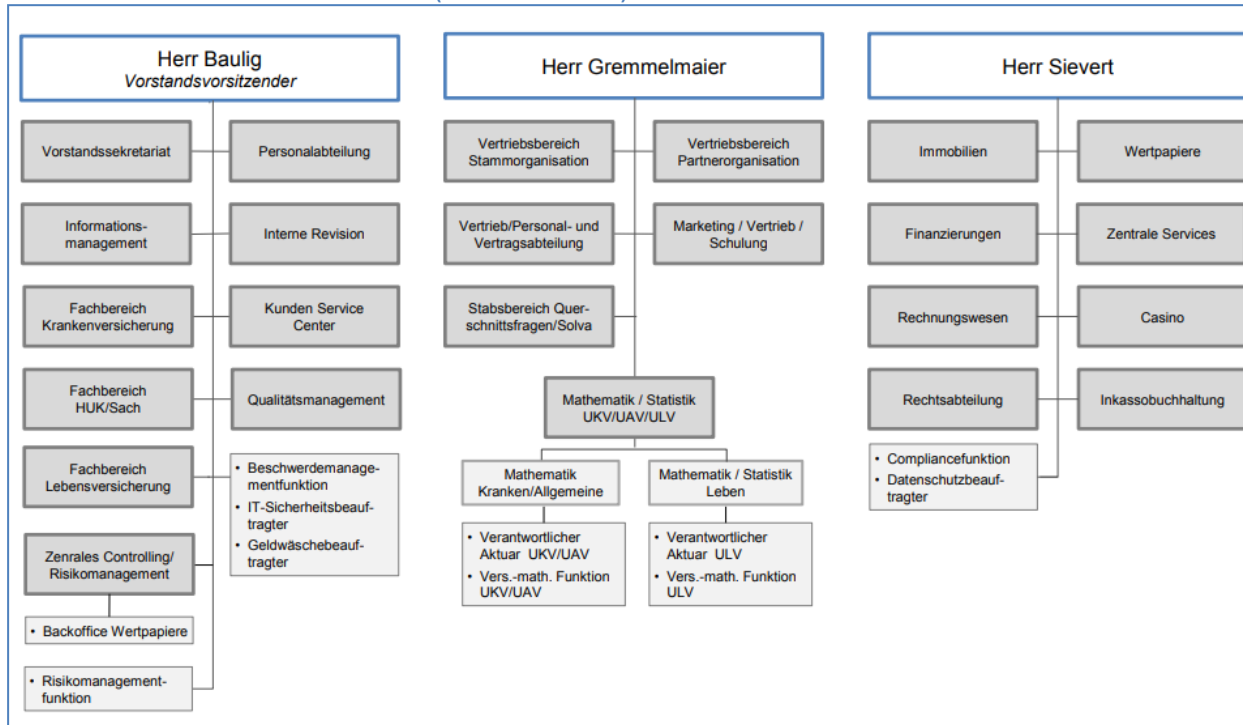 Herr Baulig
Vorstandsvorsitzender
Vorstandssekretariat
Personalabteilung
Informations-
management
Interne Revision
Fachbereich
Krankenversicherung
Kunden Service
Center
Fachbereich
HUK/Sach
Qualitätsmanagement
Fachbereich
Lebensversicherung
• Beschwerdemanage-
mentfunktion
• IT-Sicherheitsbeauf-
tragter
• Geldwäschebeauf-
tragter
Zenrales Controlling/
Risikomanagement
• Backoffice Wertpapiere
• Risikomanagement-
funktion
Herr Gremmelmaier
Vertriebsbereich
Stammorganisation
Vertriebsbereich
Partnerorganisation
Vertrieb/Personal- und
Vertragsabteilung
Marketing / Vertrieb /
Schulung
Stabsbereich Quer-
schnittsfragen/Solva
Mathematik / Statistik
UKV/UAV/ULV
Mathematik
Kranken/Allgemeine
Mathematik / Statistik
Leben
• Verantwortlicher
Aktuar UKV/UAV
• Vers.-math. Funktion
UKV/UAV
• Verantwortlicher
Aktuar ULV
• Vers.-math. Funktion
ULV
Herr Sievert
Immobilien
Wertpapiere
Finanzierungen
Zentrale Services
Rechnungswesen
Casino
Rechtsabteilung
Inkassobuchhaltung
• Compliancefunktion
• Datenschutzbeauf-
tragter